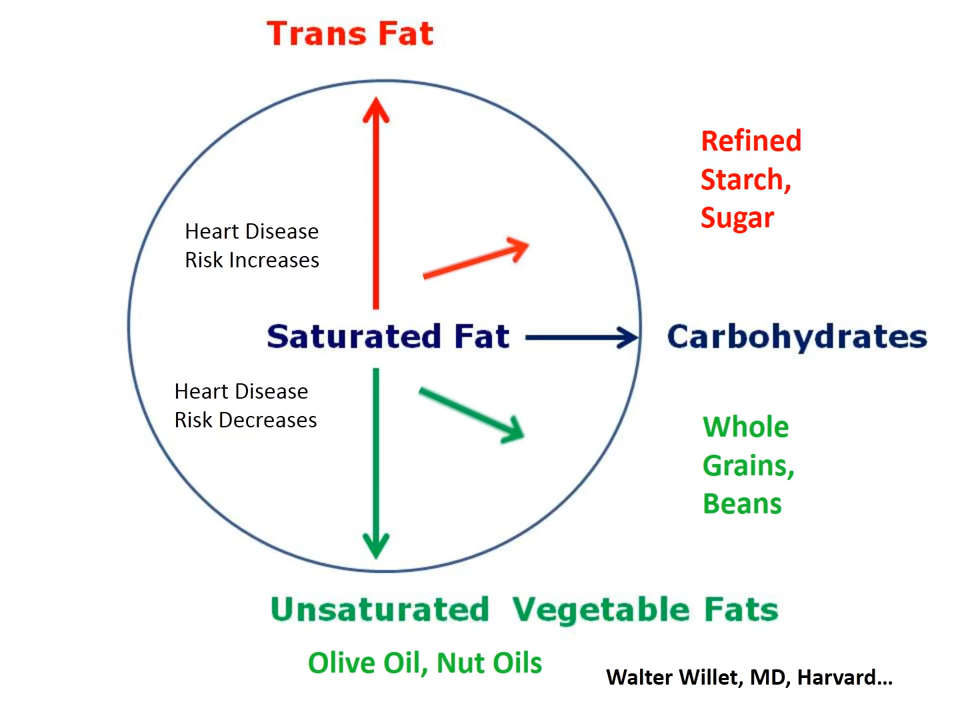 Trans Fat
Refined
Starch,
Sugar
Heart Disease
Risk Increases
Saturated Fat
Carbohydrates
Heart Disease
Risk Decreases
Whole
Grains,
Beans
Unsaturated Vegetable Fats
Olive Oil, Nut Oils
Walter Willet, MD, Harvard...